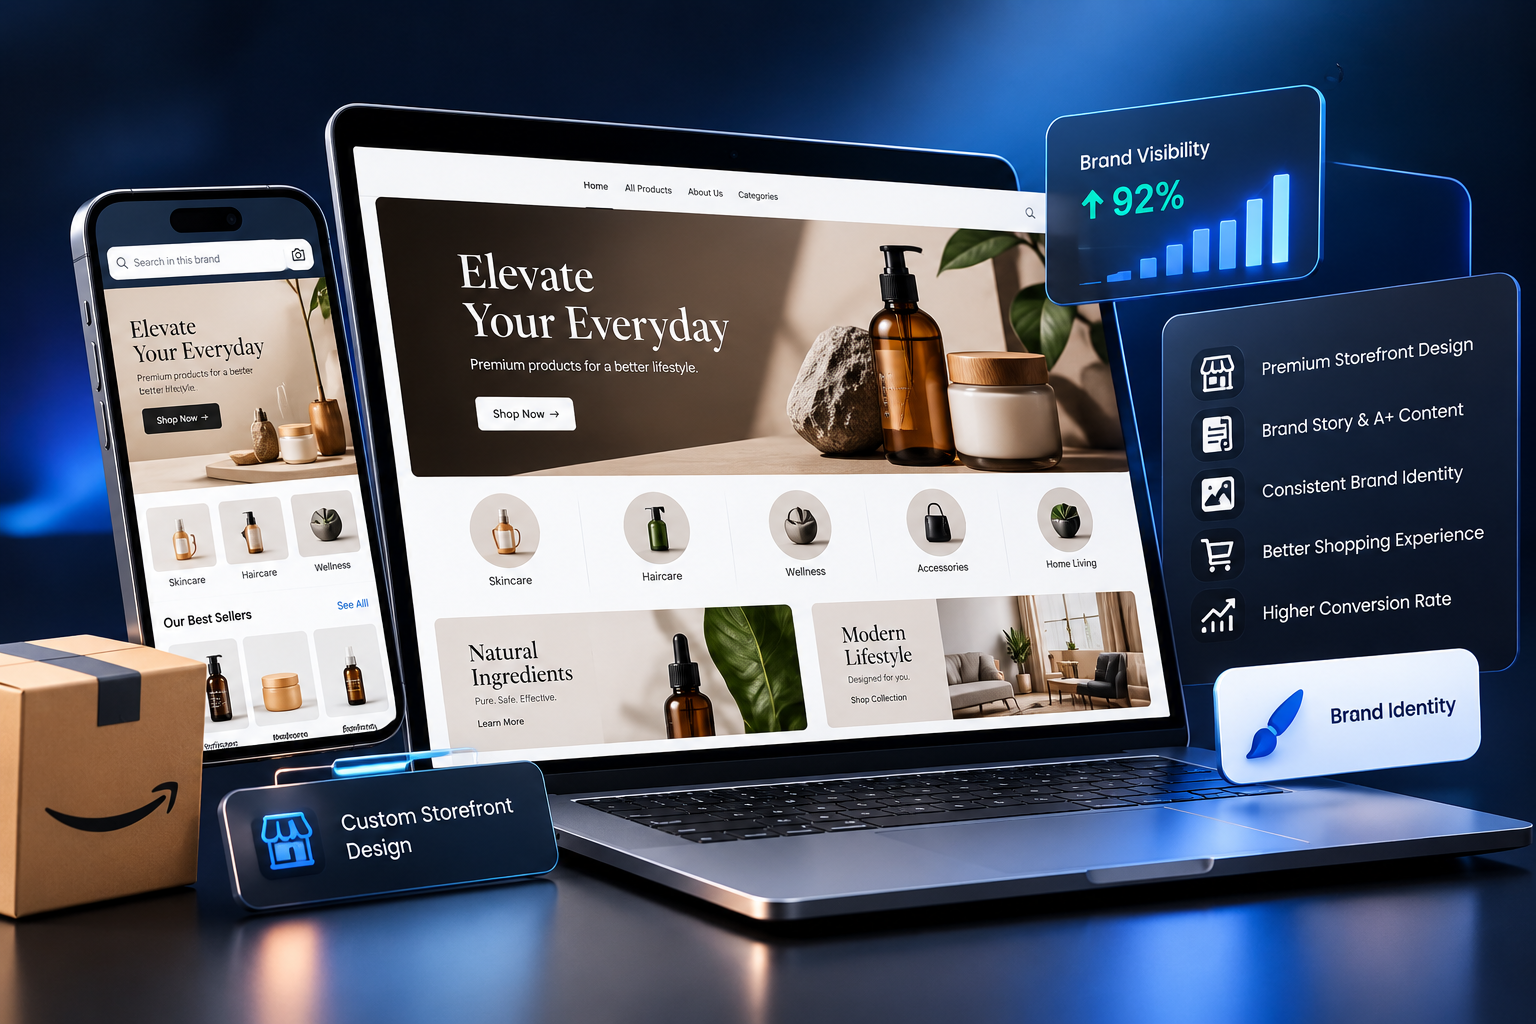 Search in this brand
Elevate
Your Everyday
Premium products for a better
Shop Now →
Skincare
Haircare
Wellness
Our Best Sellers
See All
Home
All Products
About Us
Categories
Elevate
Your Everyday
Premium products for a better lifestyle.
Shop Now →
Skincare
Haircare
Wellness
Accessories
Home Living
Natural
Ingredients
Pure. Safe. Effective.
Learn More
Modern
Lifestyle
Designed for you.
Shop Collection
Brand Visibility
↑ 92%
Premium Storefront Design
Brand Story & A+ Content
Consistent Brand Identity
Better Shopping Experience
Higher Conversion Rate
Brand Identity
Custom Storefront
Design